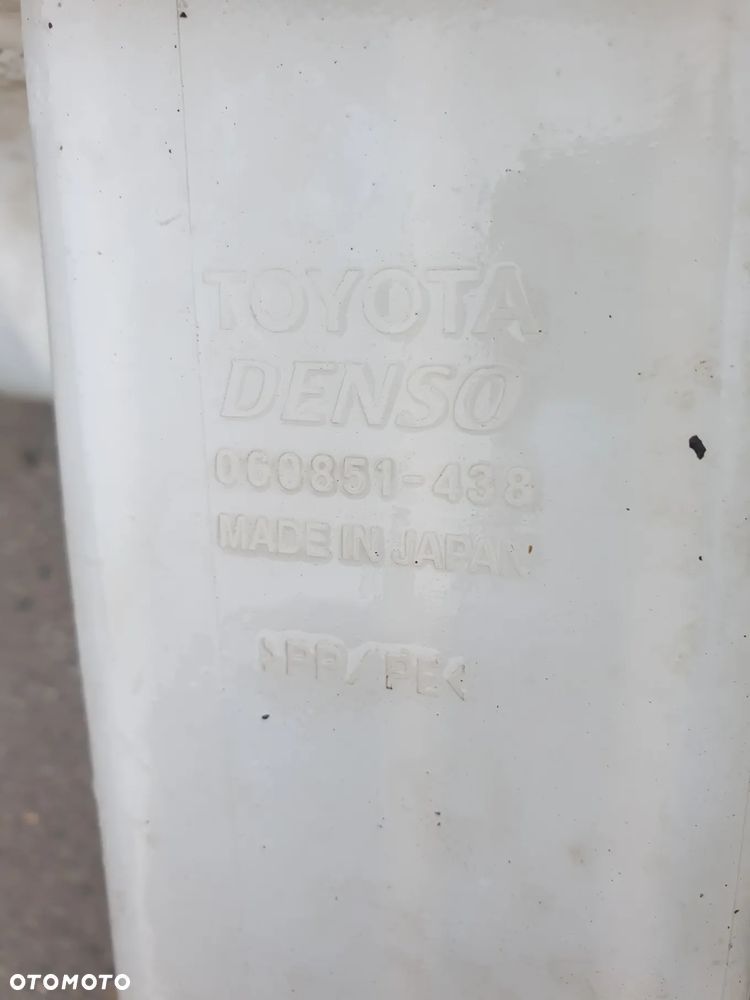 TOYOTA
DENSO
060851-438
MADE IN JAPAN
>PP/PE<
OTOMOTO